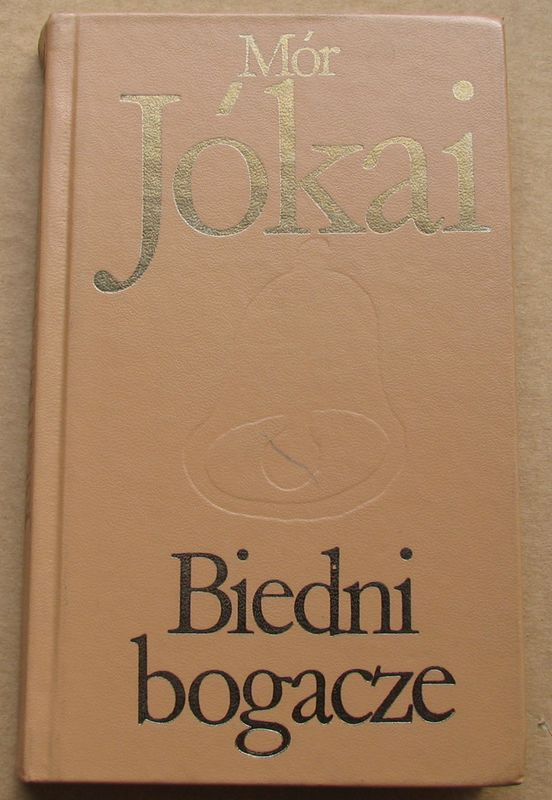 Mór
Jókai
Biedni
bogacze